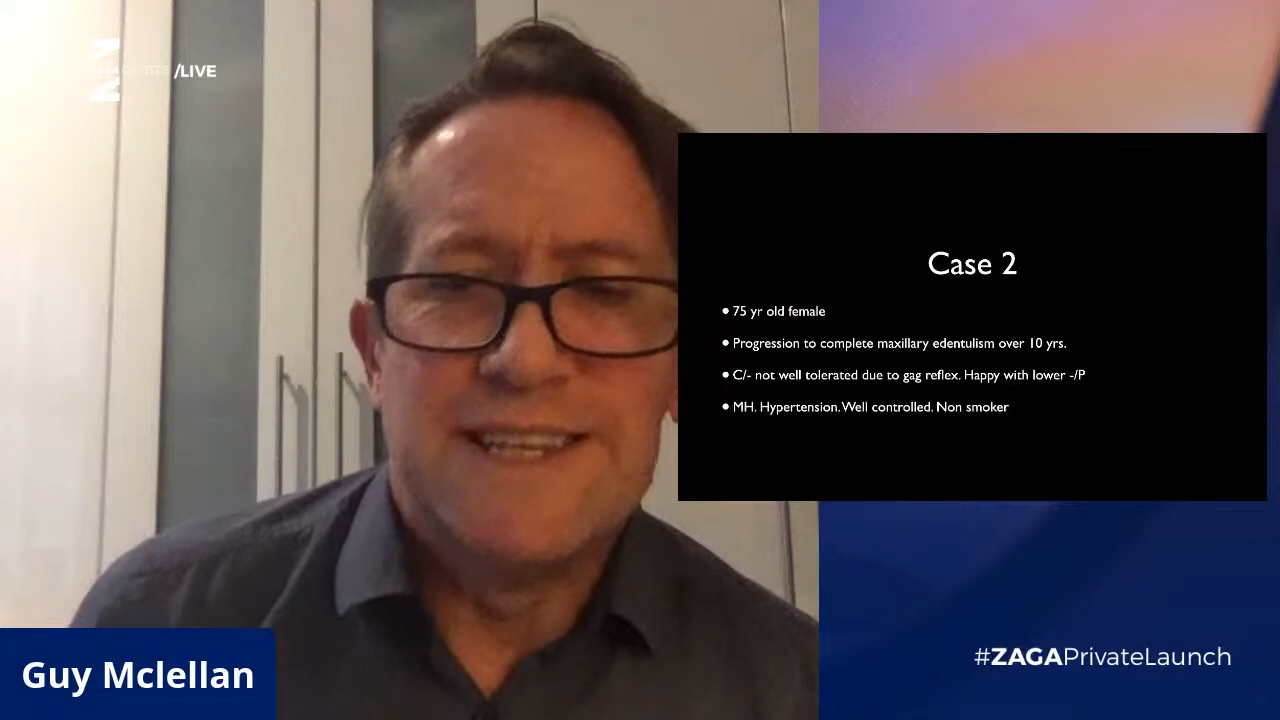 /LIVE
Case 2
• 75 yr old female
• Progression to complete maxillary edentulism over 10 yrs.
• C/- not well tolerated due to gag reflex. Happy with lower -/P
• MH. Hypertension. Well controlled. Non smoker
Guy Mclellan
#ZAGAPrivateLaunch